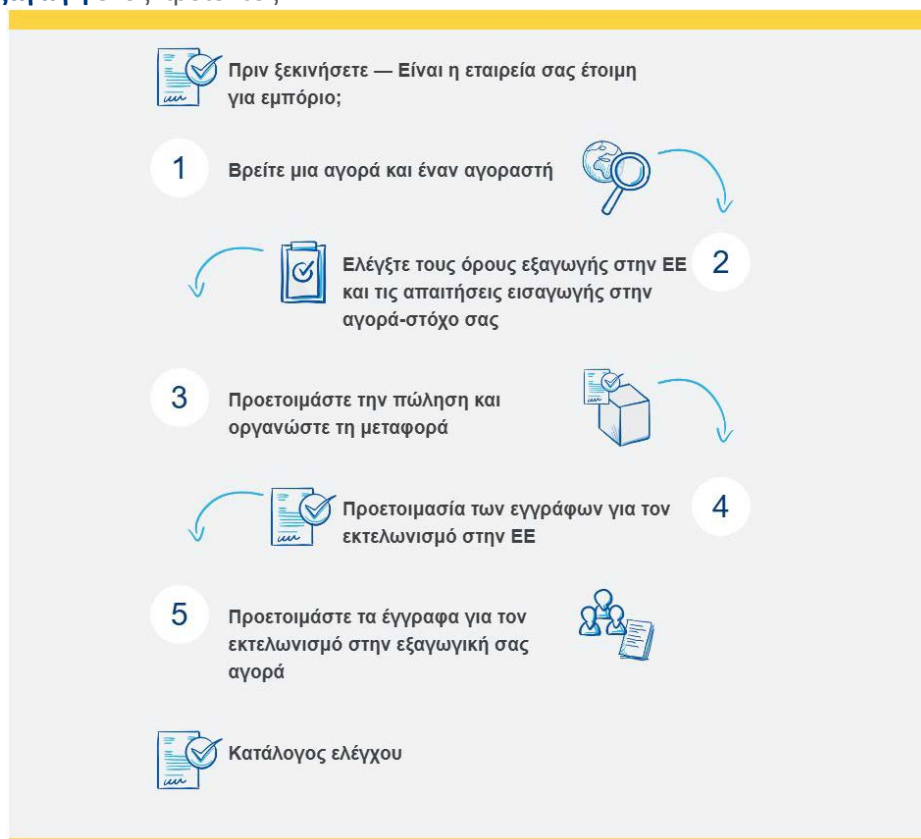 Πριν ξεκινήσετε — Είναι η εταιρεία σας έτοιμη
για εμπόριο;
1
Βρείτε μια αγορά και έναν αγοραστή
Ελέγξτε τους όρους εξαγωγής στην ΕΕ
2
και τις απαιτήσεις εισαγωγής στην
αγορά-στόχο σας
3
Προετοιμάστε την πώληση και
οργανώστε τη μεταφορά
Προετοιμασία των εγγράφων για τον
4
εκτελωνισμό στην ΕΕ
5
Προετοιμάστε τα έγγραφα για τον
εκτελωνισμό στην εξαγωγική σας
αγορά
Κατάλογος ελέγχου